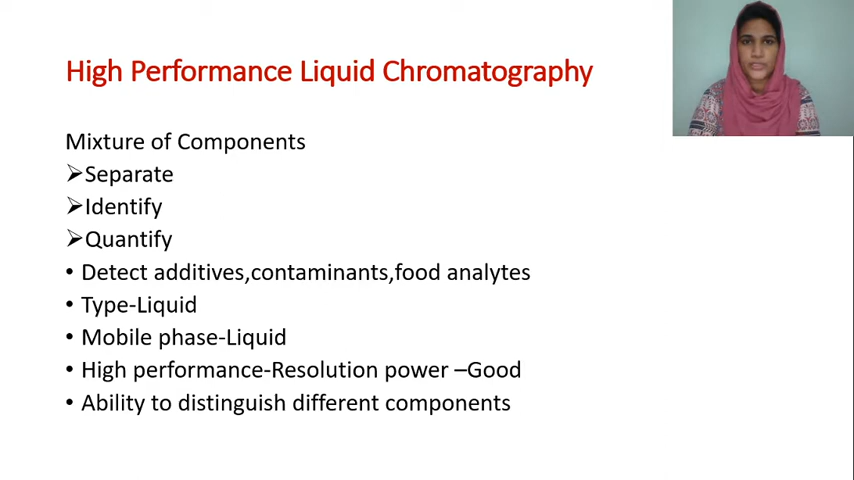 High Performance Liquid Chromatography
Mixture of Components
➢Separate
➢Identify
➢Quantify
• Detect additives,contaminants,food analytes
• Type-Liquid
• Mobile phase-Liquid
• High performance-Resolution power –Good
• Ability to distinguish different components